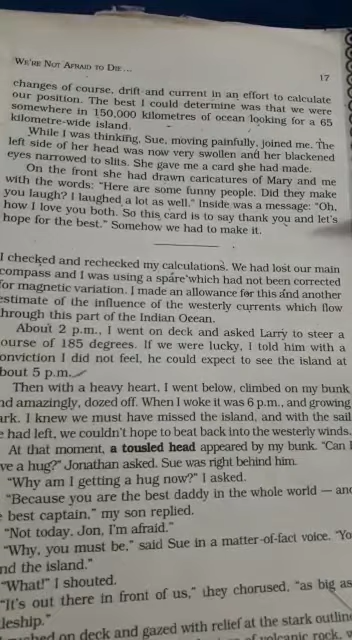 WE'RE NOT AFRAID TO DIE...
17
changes of course, drift and current in an effort to calculate
our position. The best I could determine was that we were
somewhere in 150,000 kilometres of ocean looking for a 65
kilometre-wide island.
While I was thinking, Sue, moving painfully, joined me. The
left side of her head was now very swollen and her blackened
eyes narrowed to slits. She gave me a card she had made.
On the front she had drawn caricatures of Mary and me
with the words: "Here are some funny people. Did they make
you laugh? I laughed a lot as well." Inside was a message: "Oh,
how I love you both. So this card is to say thank you and let's
hope for the best." Somehow we had to make it.
I checked and rechecked my calculations. We had lost our main
compass and I was using a spare which had not been corrected
for magnetic variation. I made an allowance for this and another
estimate of the influence of the westerly currents which flow
through this part of the Indian Ocean.
About 2 p.m., I went on deck and asked Larry to steer a
ourse of 185 degrees. If we were lucky, I told him with a
onviction I did not feel, he could expect to see the island at
bout 5 p.m.
Then with a heavy heart, I went below, climbed on my bunk
nd amazingly, dozed off. When I woke it was 6 p.m., and growing
ark. I knew we must have missed the island, and with the sail
e had left, we couldn't hope to beat back into the westerly winds.
At that moment, a tousled head appeared by my bunk. "Can I
ve a hug?" Jonathan asked. Sue was right behind him.
"Why am I getting a hug now?" I asked.
"Because you are the best daddy in the whole world — and
e best captain," my son replied.
"Not today, Jon, I'm afraid."
"Why, you must be," said Sue in a matter-of-fact voice. "Yo
nd the island."
"What!" I shouted.
"It's out there in front of us," they chorused, "as big as
leship."
ushed on deck and gazed with relief at the stark outline
of volcanic rock,